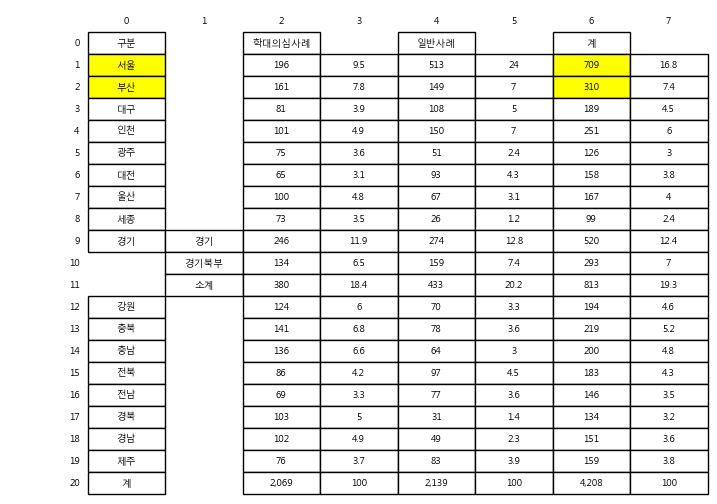 0 1 2 3 4 5 6 7
0 구분 학대의심사례 일반사례 계
1 서울 196 9.5 513 24 709 16.8
2 부산 161 7.8 149 7 310 7.4
3 대구 81 3.9 108 5 189 4.5
4 인천 101 4.9 150 7 251 6
5 광주 75 3.6 51 2.4 126 3
6 대전 65 3.1 93 4.3 158 3.8
7 울산 100 4.8 67 3.1 167 4
8 세종 73 3.5 26 1.2 99 2.4
9 경기 경기 246 11.9 274 12.8 520 12.4
10 경기북부 134 6.5 159 7.4 293 7
11 소계 380 18.4 433 20.2 813 19.3
12 강원 124 6 70 3.3 194 4.6
13 충북 141 6.8 78 3.6 219 5.2
14 충남 136 6.6 64 3 200 4.8
15 전북 86 4.2 97 4.5 183 4.3
16 전남 69 3.3 77 3.6 146 3.5
17 경북 103 5 31 1.4 134 3.2
18 경남 102 4.9 49 2.3 151 3.6
19 제주 76 3.7 83 3.9 159 3.8
20 계 2,069 100 2,139 100 4,208 100